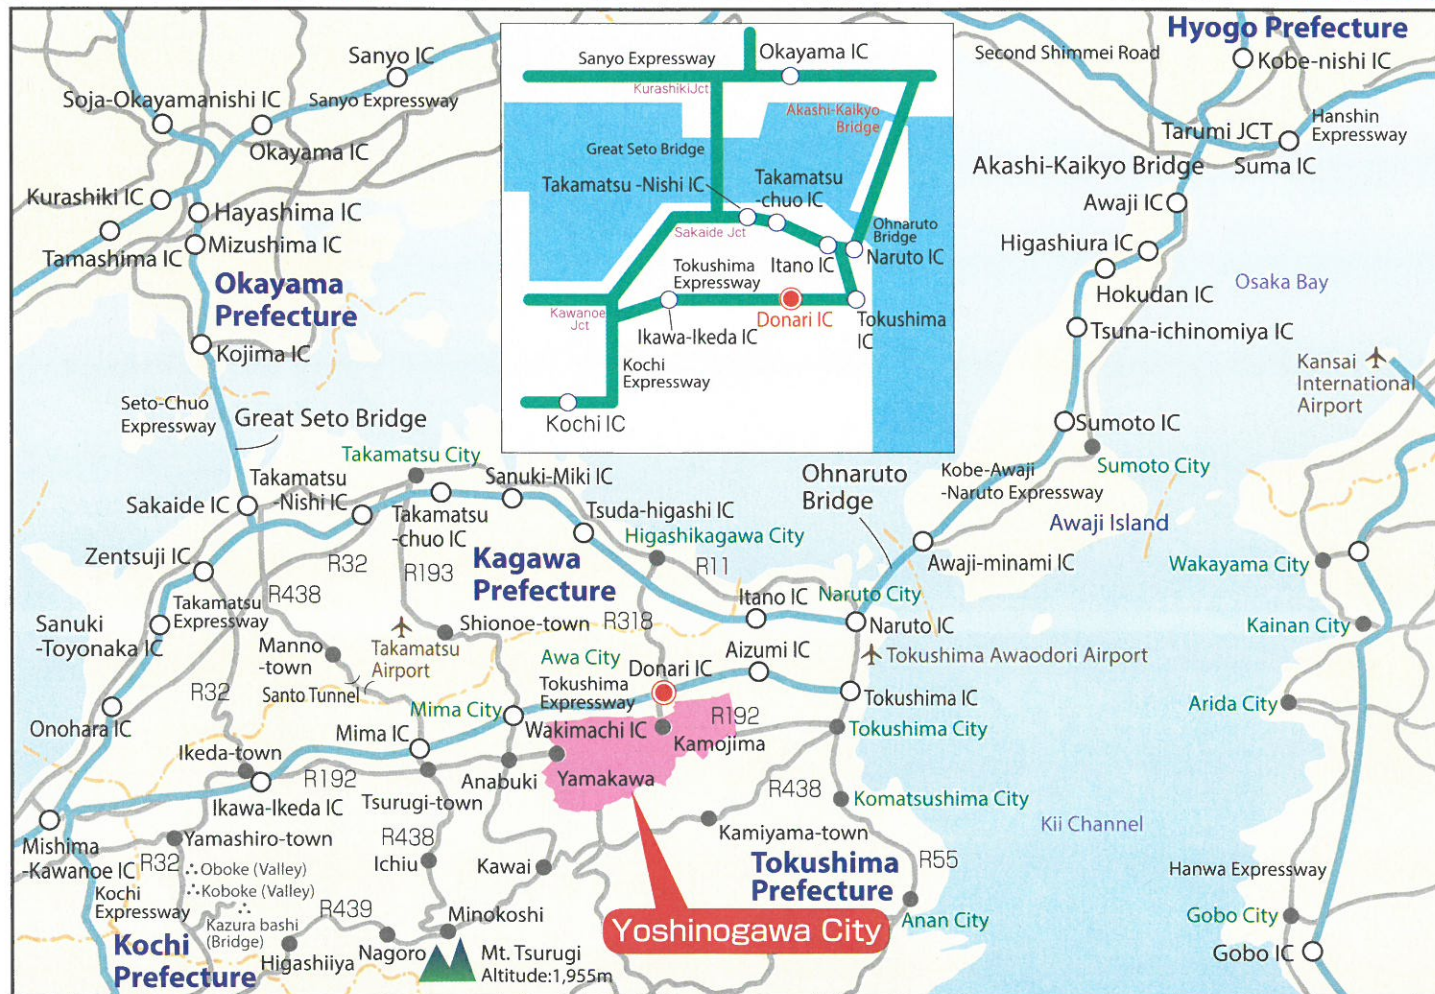 Sanyo IC
Soja-Okayamanishi IC
Sanyo Expressway
Okayama IC
Kurashiki IC
Hayashima IC
Mizushima IC
Tamashima IC
Okayama
Prefecture
Kojima IC
Seto-Chuo
Expressway
Great Seto Bridge
Sanyo Expressway
Okayama IC
KurashikiJct
Akashi-Kaikyo
Bridge
Great Seto Bridge
Takamatsu -Nishi IC
Takamatsu
-chuo IC
Sakaide Jct
Ohnaruto
Bridge
Naruto IC
Itano IC
Tokushima
Expressway
Kawanoe
Jct
Ikawa-Ikeda IC
Donari IC
Tokushima
IC
Kochi
Expressway
Kochi IC
Hyogo Prefecture
Second Shimmei Road
Kobe-nishi IC
Hanshin
Expressway
Tarumi JCT
Suma IC
Akashi-Kaikyo Bridge
Awaji IC
Higashiura IC
Hokudan IC
Osaka Bay
Tsuna-ichinomiya IC
Kansai
International
Airport
Sumoto IC
Sumoto City
Kobe-Awaji
-Naruto Expressway
Ohnaruto
Bridge
Awaji Island
Awaji-minami IC
Takamatsu City
Takamatsu
-Nishi IC
Sakaide IC
Sanuki-Miki IC
Takamatsu
-chuo IC
Tsuda-higashi IC
Higashikagawa City
Zentsuji IC
R32
R193
Kagawa
Prefecture
R11
R438
Takamatsu
Expressway
Sanuki
-Toyonaka IC
Manno
-town
Takamatsu
Airport
Shionoe-town
R318
Itano IC
Naruto City
Naruto IC
Tokushima Awaodori Airport
Wakayama City
Kainan City
Santo Tunnel
R32
Awa City
Donari IC
Aizumi IC
Tokushima
Expressway
Tokushima IC
Arida City
Onohara IC
Mima City
Mima IC
Wakimachi IC
R192
Kamojima
Tokushima City
Ikeda-town
R192
Ikawa-Ikeda IC
Tsurugi-town
Anabuki
Yamakawa
R438
Komatsushima City
Kii Channel
Mishima
-Kawanoe IC
Yamashiro-town
R32
R438
Ichiu
Kawai
Kamiyama-town
Tokushima
Prefecture
R55
Hanwa Expressway
Oboke (Valley)
Koboke (Valley)
Kochi
Expressway
Kazura bashi
(Bridge)
R439
Minokoshi
Yoshinogawa City
Anan City
Gobo City
Kochi
Prefecture
Higashiiya
Nagoro
Mt. Tsurugi
Altitude:1,955m
Gobo IC